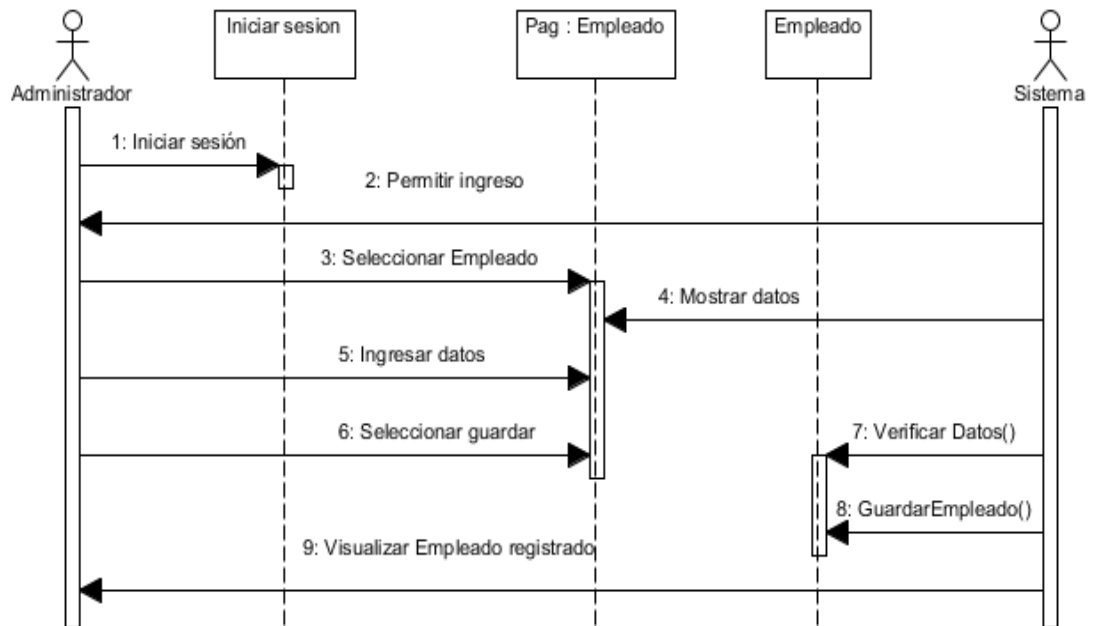 Iniciar sesion
Pag : Empleado
Empleado
Administrador
Sistema
1: Iniciar sesión
2: Permitir ingreso
3: Seleccionar Empleado
4: Mostrar datos
5: Ingresar datos
6: Seleccionar guardar
7: Verificar Datos()
8: GuardarEmpleado()
9: Visualizar Empleado registrado